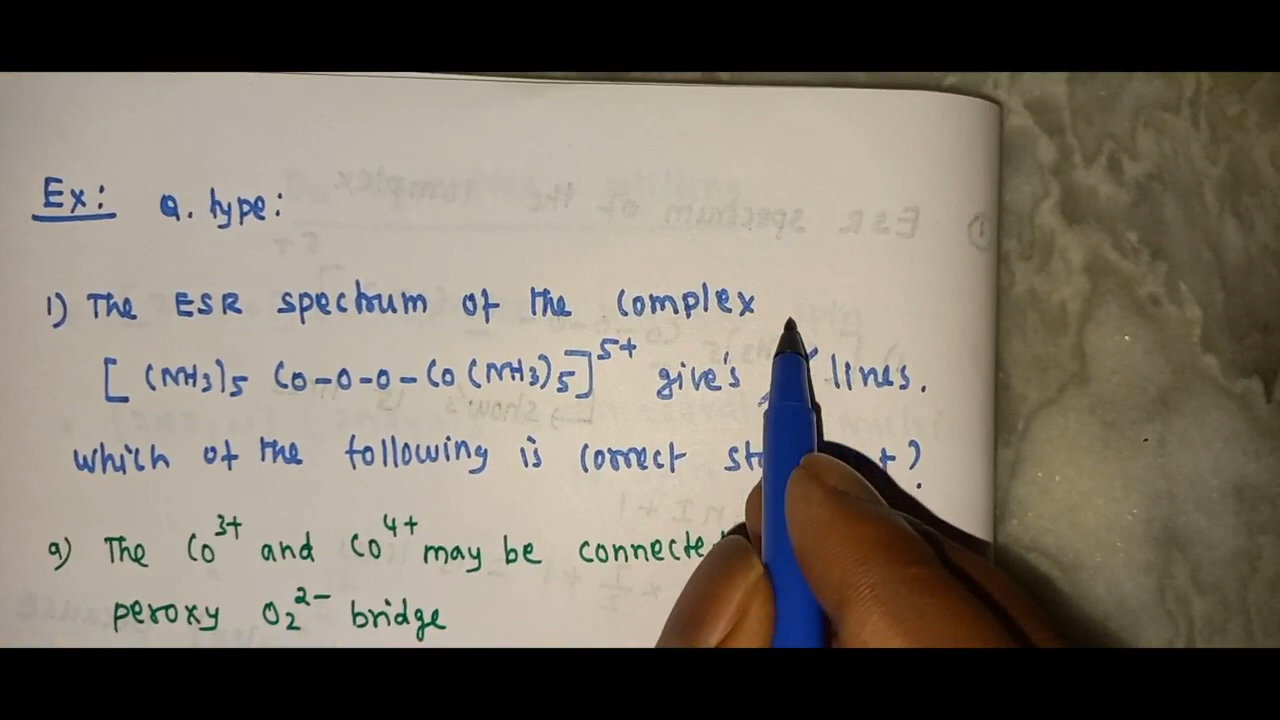 Ex: Q. type:
1) The ESR spectrum of the complex
[(NH3)5 Co-O-O-Co(NH3)5]5+ give's lines.
which of the following is correct
a) The Co3+ and Co4+ may be
peroxy O2 2- bridge